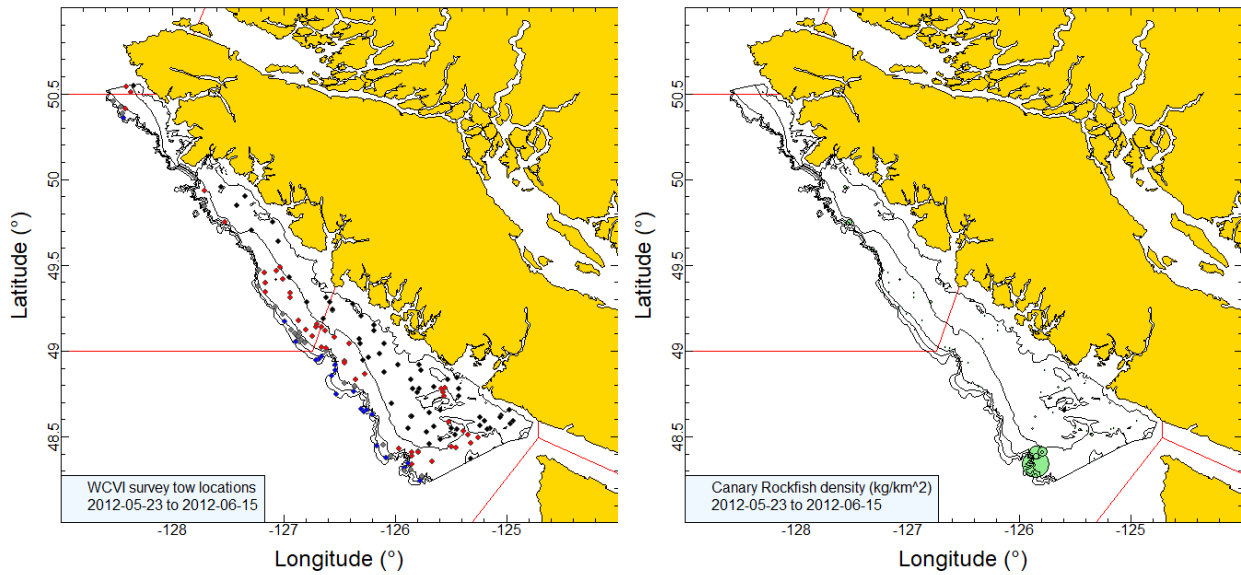 50.5
50
49.5
49
48.5
Latitude (°)
WCVI survey tow locations
2012-05-23 to 2012-06-15
-128
-127
-126
-125
Longitude (°)
50.5
50
49.5
49
48.5
Latitude (°)
Canary Rockfish density (kg/km^2)
2012-05-23 to 2012-06-15
-128
-127
-126
-125
Longitude (°)